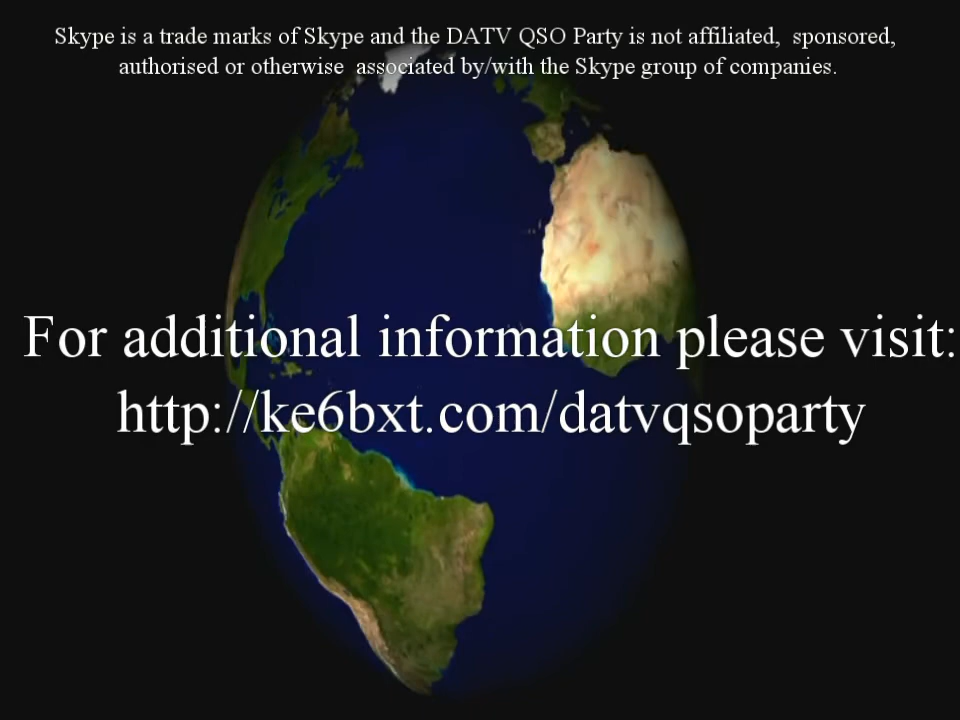 Skype is a trade marks of Skype and the DATV QSO Party is not affiliated, sponsored,
authorised or otherwise associated by/with the Skype group of companies.
For additional information please visit:
http://ke6bxt.com/datvqsoparty